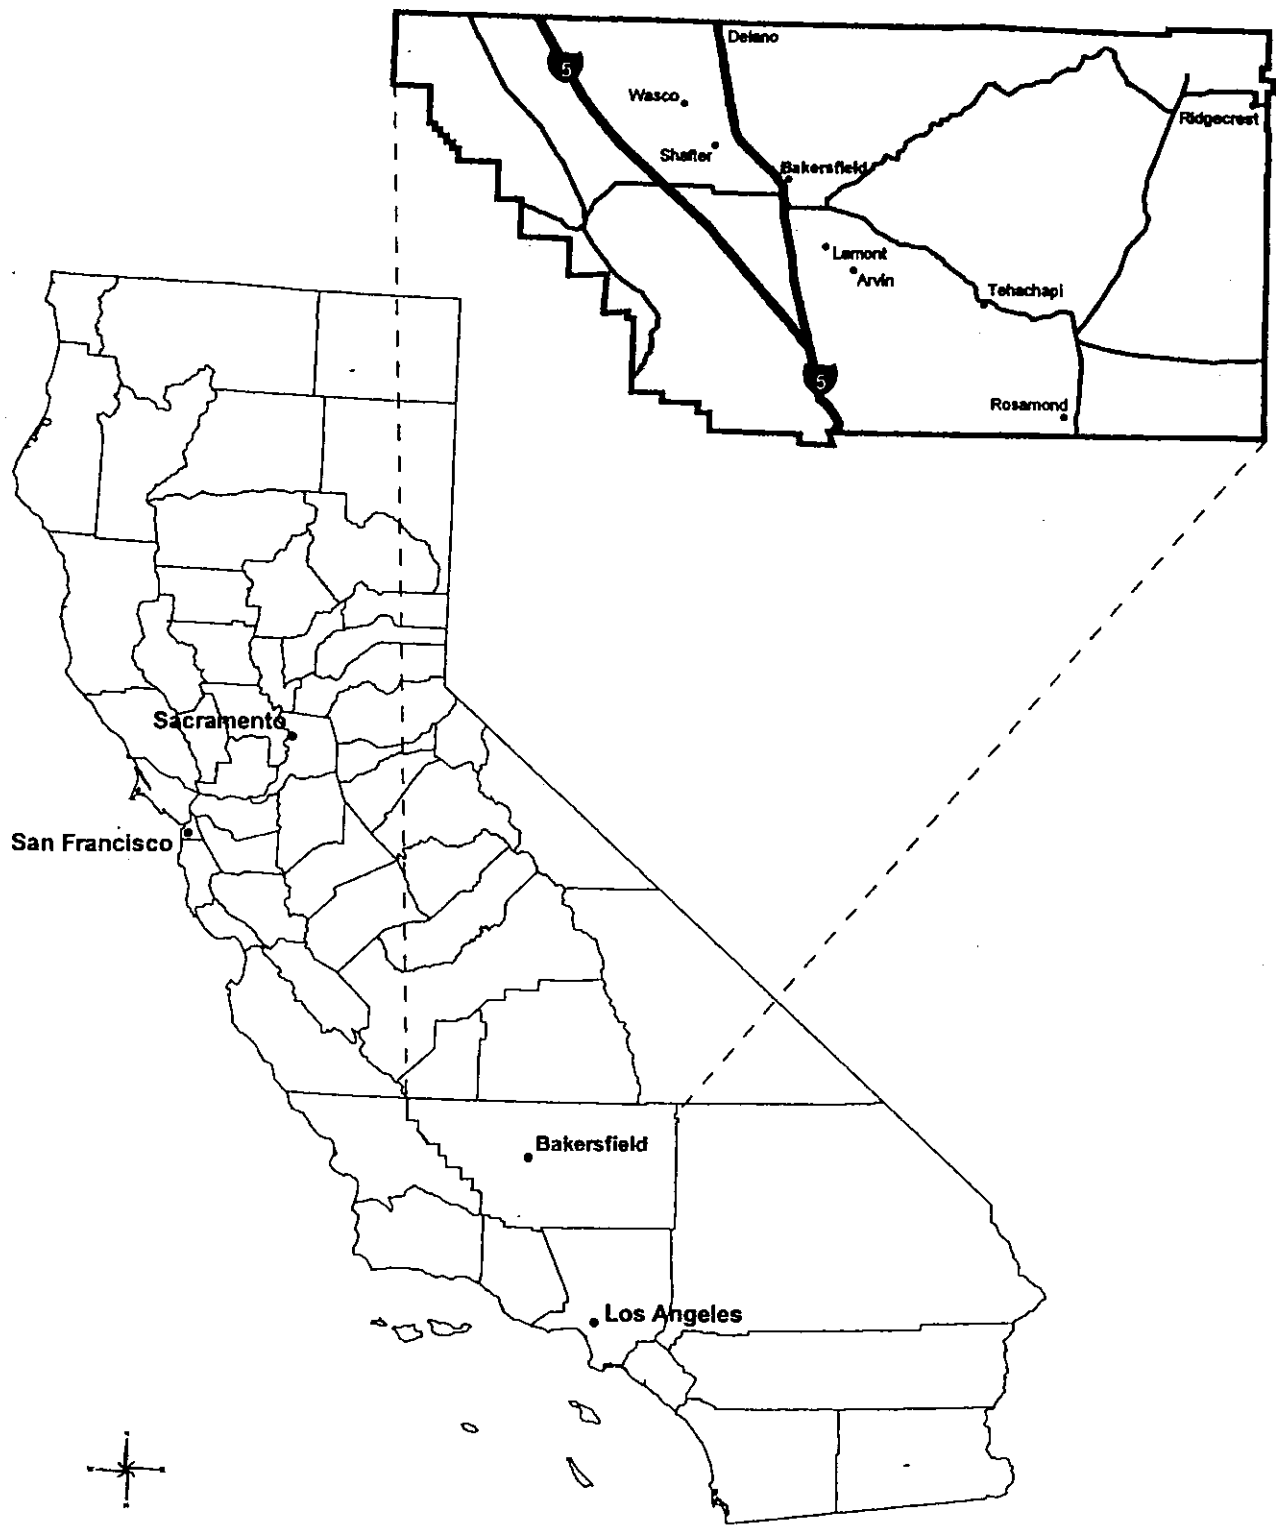 Delano
5
Wasco
Ridgecrest
Shafter
Bakersfield
Lamont
Arvin
Tehachapi
5
Rosamond
Sacramento
San Francisco
Bakersfield
Los Angeles